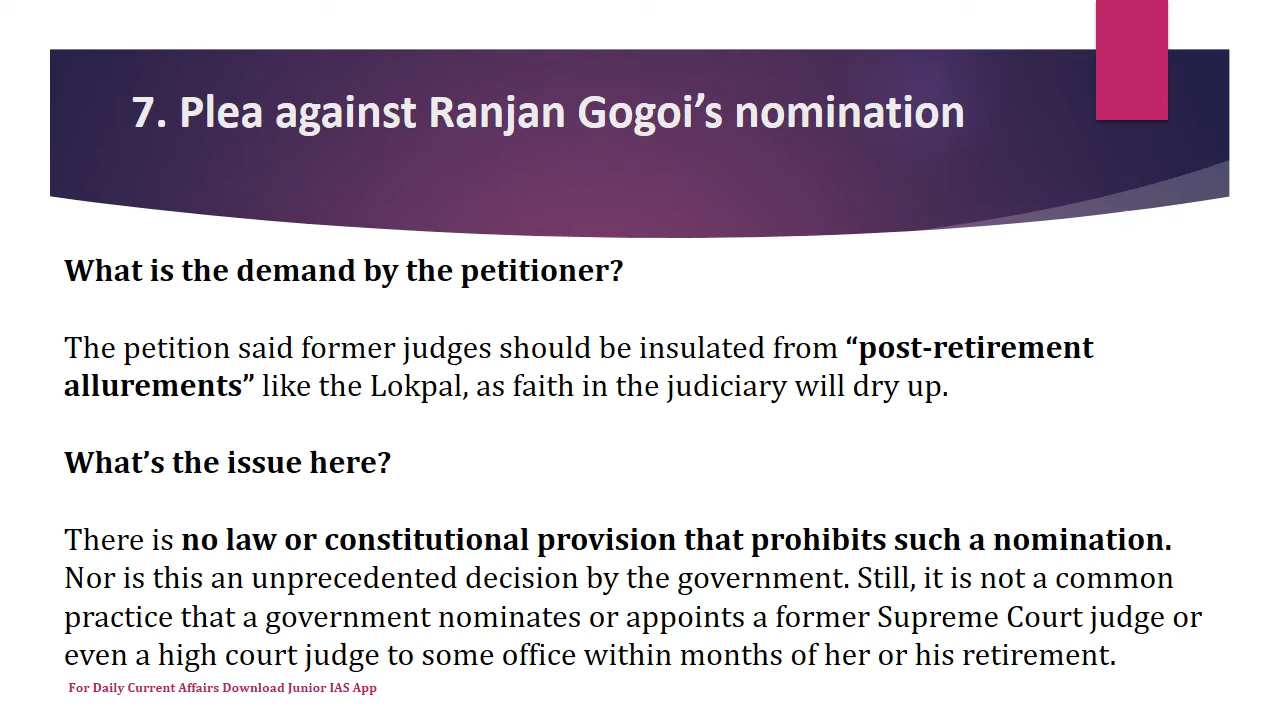 7. Plea against Ranjan Gogoi’s nomination
What is the demand by the petitioner?
The petition said former judges should be insulated from “post-retirement
allurements” like the Lokpal, as faith in the judiciary will dry up.
What’s the issue here?
There is no law or constitutional provision that prohibits such a nomination.
Nor is this an unprecedented decision by the government. Still, it is not a common
practice that a government nominates or appoints a former Supreme Court judge or
even a high court judge to some office within months of her or his retirement.
For Daily Current Affairs Download Junior IAS App